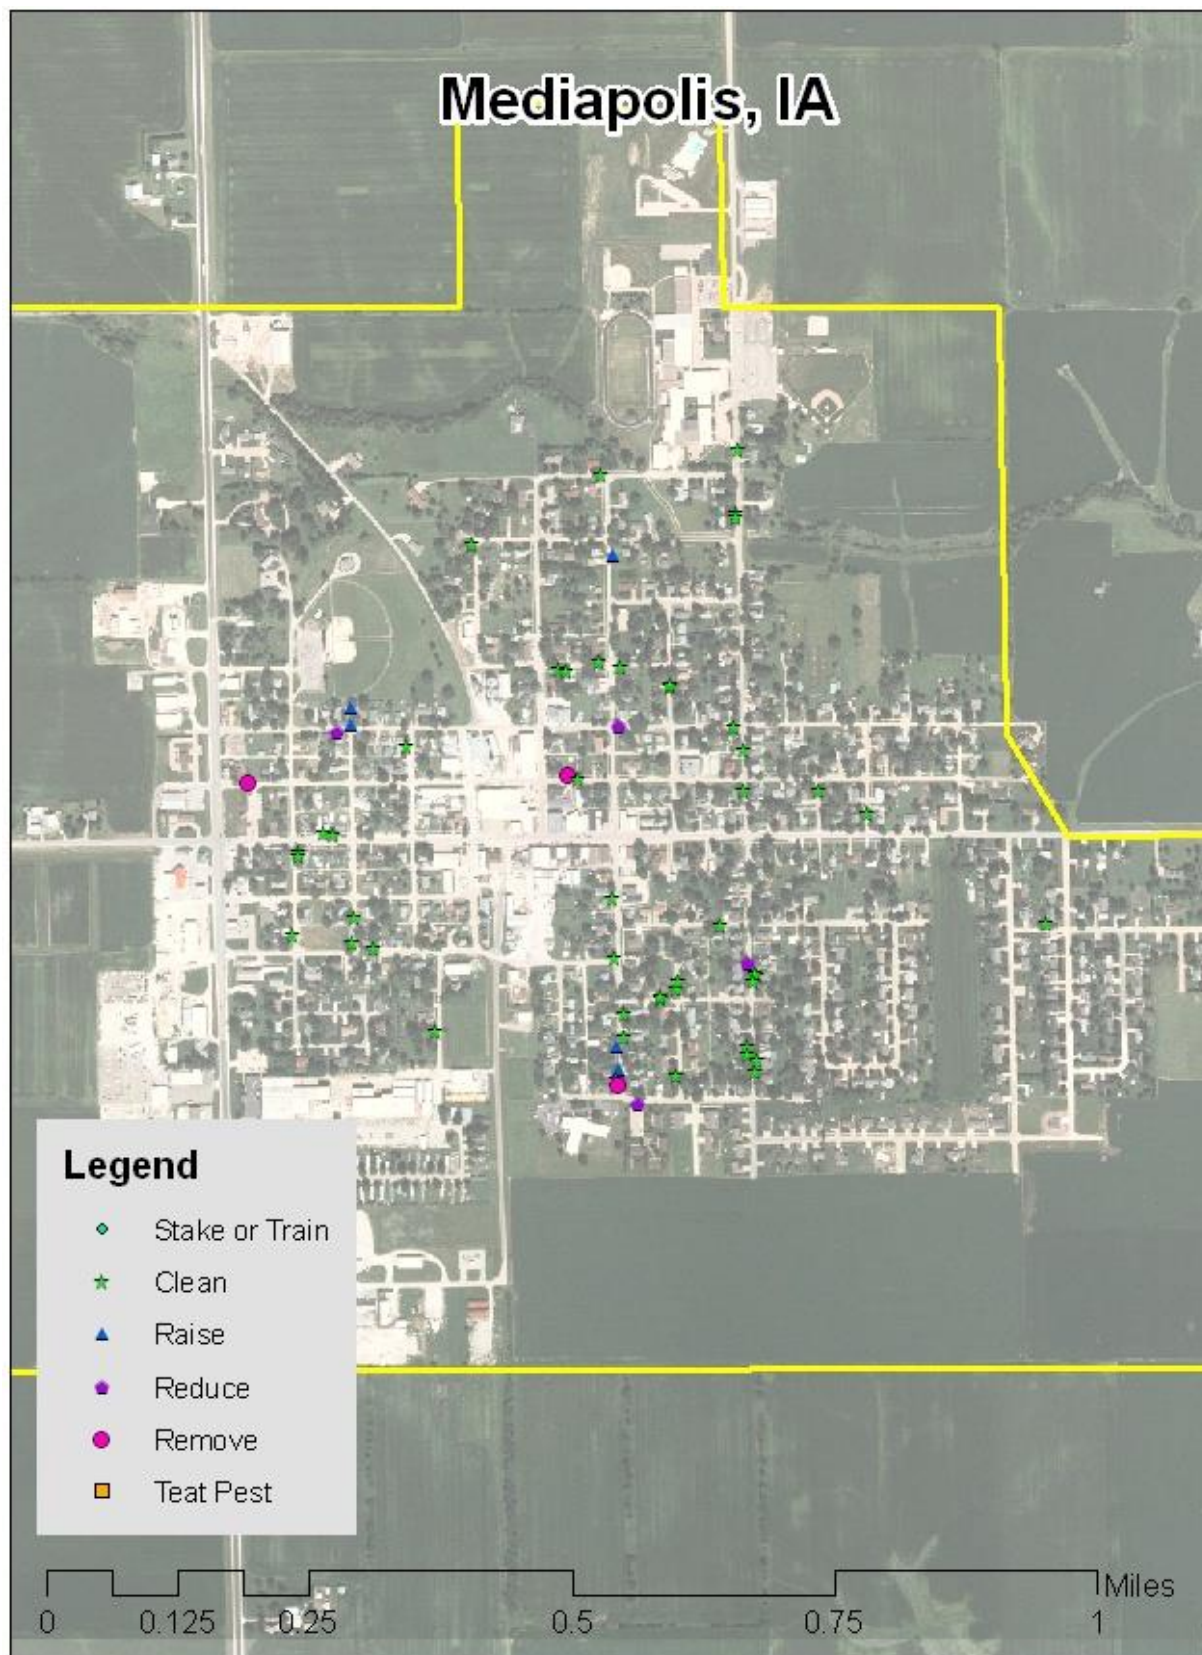 Mediapolis, IA
Legend
Stake or Train
Clean
Raise
Reduce
Remove
Teat Pest
Miles
0 0.125 0.25 0.5 0.75 1